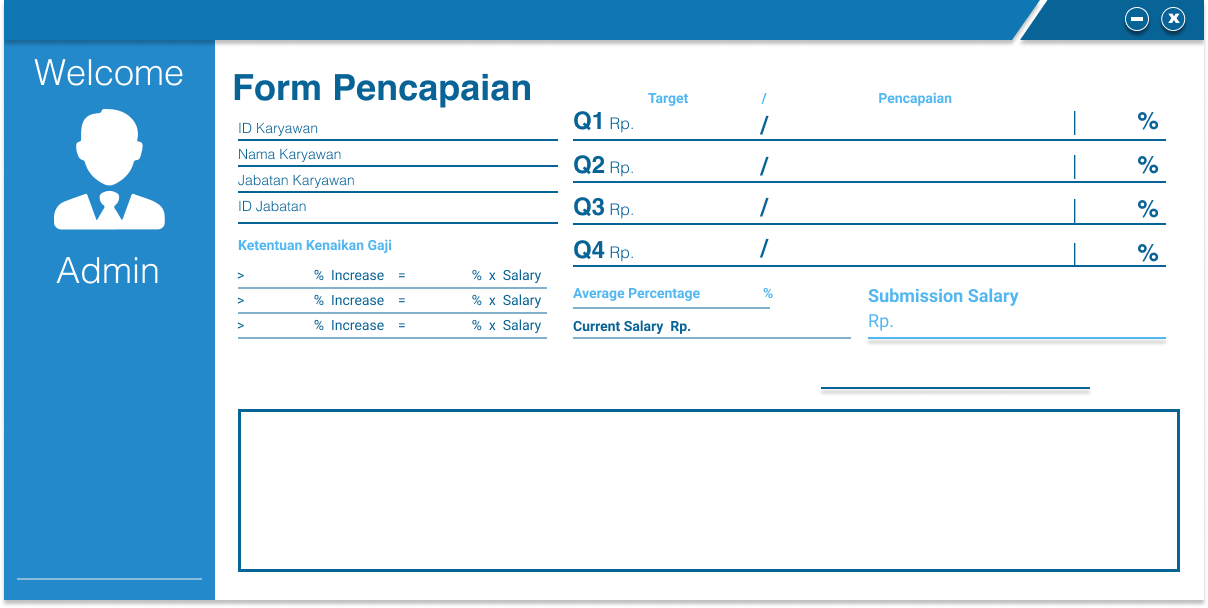 Welcome
Admin
Form Pencapaian
ID Karyawan
Nama Karyawan
Jabatan Karyawan
ID Jabatan
Ketentuan Kenaikan Gaji
> % Increase = % x Salary
> % Increase = % x Salary
> % Increase = % x Salary
Target / Pencapaian
Q1 Rp. / | %
Q2 Rp. / | %
Q3 Rp. / | %
Q4 Rp. / | %
Average Percentage %
Current Salary Rp.
Submission Salary
Rp.